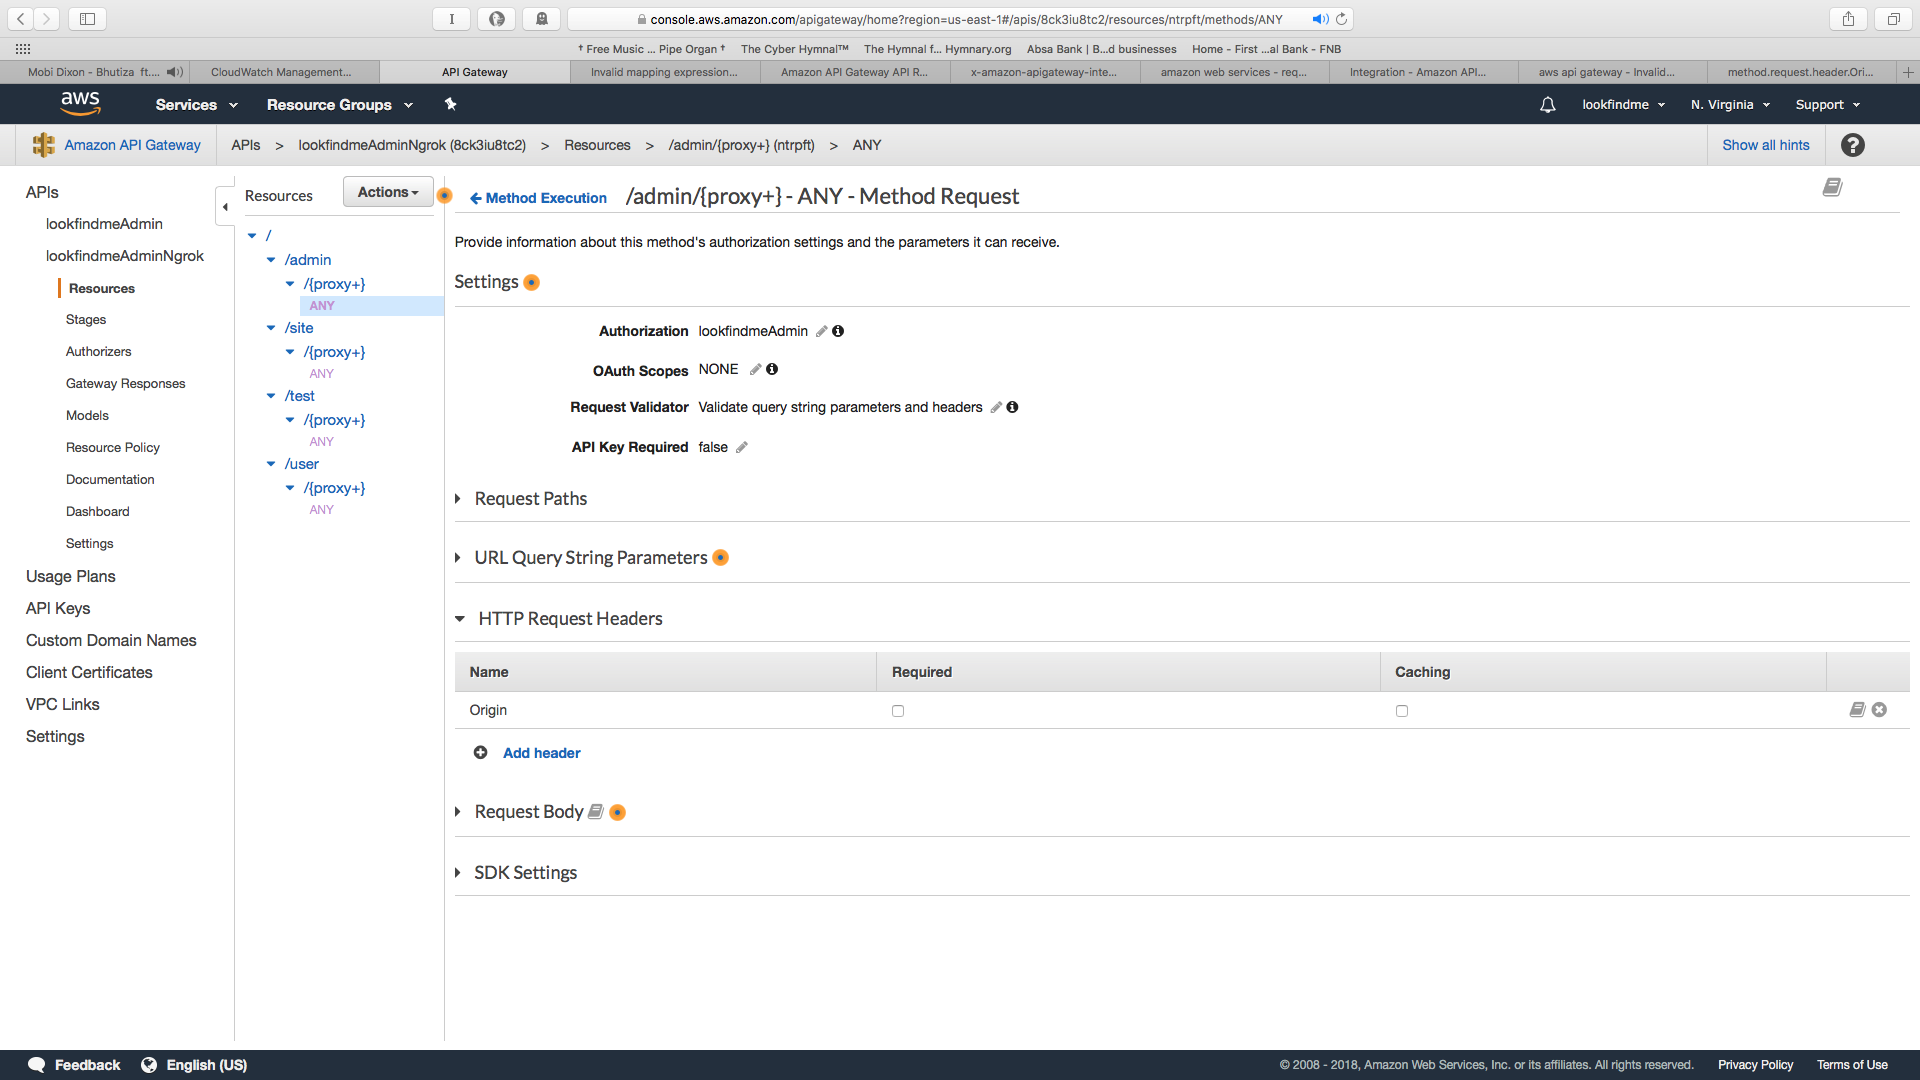 console.aws.amazon.com/apigateway/home?region=us-east-1#/apis/8ck3iu8tc2/resources/ntrpft/methods/ANY
† Free Music ... Pipe Organ † The Cyber Hymnal™ The Hymnal f... Hymnary.org Absa Bank | B...d businesses Home - First ...al Bank - FNB
Mobi Dixon - Bhutiza ft.... CloudWatch Management... API Gateway Invalid mapping expression... Amazon API Gateway API R... x-amazon-apigateway-inte... amazon web services - req... Integration - Amazon API... aws api gateway - Invalid... method.request.header.Ori...
aws Services Resource Groups lookfindme N. Virginia Support
Amazon API Gateway APIs > lookfindmeAdminNgrok (8ck3iu8tc2) > Resources > /admin/{proxy+} (ntrpft) > ANY Show all hints ?
APIs
lookfindmeAdmin
lookfindmeAdminNgrok
Resources
Stages
Authorizers
Gateway Responses
Models
Resource Policy
Documentation
Dashboard
Settings
Usage Plans
API Keys
Custom Domain Names
Client Certificates
VPC Links
Settings
Resources Actions
/
/admin
/{proxy+}
ANY
/site
/{proxy+}
ANY
/test
/{proxy+}
ANY
/user
/{proxy+}
ANY
Method Execution /admin/{proxy+} - ANY - Method Request
Provide information about this method's authorization settings and the parameters it can receive.
Settings
Authorization lookfindmeAdmin
OAuth Scopes NONE
Request Validator Validate query string parameters and headers
API Key Required false
Request Paths
URL Query String Parameters
HTTP Request Headers
Name Required Caching
Origin
Add header
Request Body
SDK Settings
Feedback English (US) © 2008 - 2018, Amazon Web Services, Inc. or its affiliates. All rights reserved. Privacy Policy Terms of Use